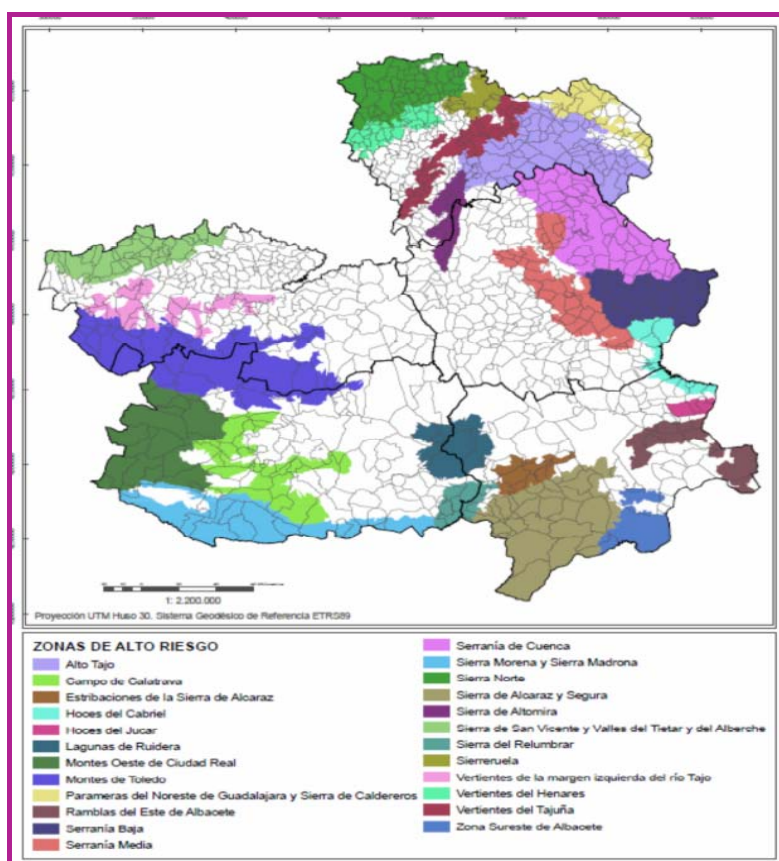 1: 2.200.000
Proyección UTM Huso 30. Sistema Geodésico de Referencia ETRS89
ZONAS DE ALTO RIESGO
Alto Tajo
Campo de Calatrava
Estribaciones de la Sierra de Alcaraz
Hoces del Cabriel
Hoces del Jucar
Lagunas de Ruidera
Montes Oeste de Ciudad Real
Montes de Toledo
Parameras del Noreste de Guadalajara y Sierra de Caldereros
Ramblas del Este de Albacete
Serranía Baja
Serranía Media
Serranía de Cuenca
Sierra Morena y Sierra Madrona
Sierra Norte
Sierra de Alcaraz y Segura
Sierra de Altomira
Sierra de San Vicente y Valles del Tietar y del Alberche
Sierra del Relumbrar
Sierreruela
Vertientes de la margen izquierda del río Tajo
Vertientes del Henares
Vertientes del Tajuña
Zona Sureste de Albacete